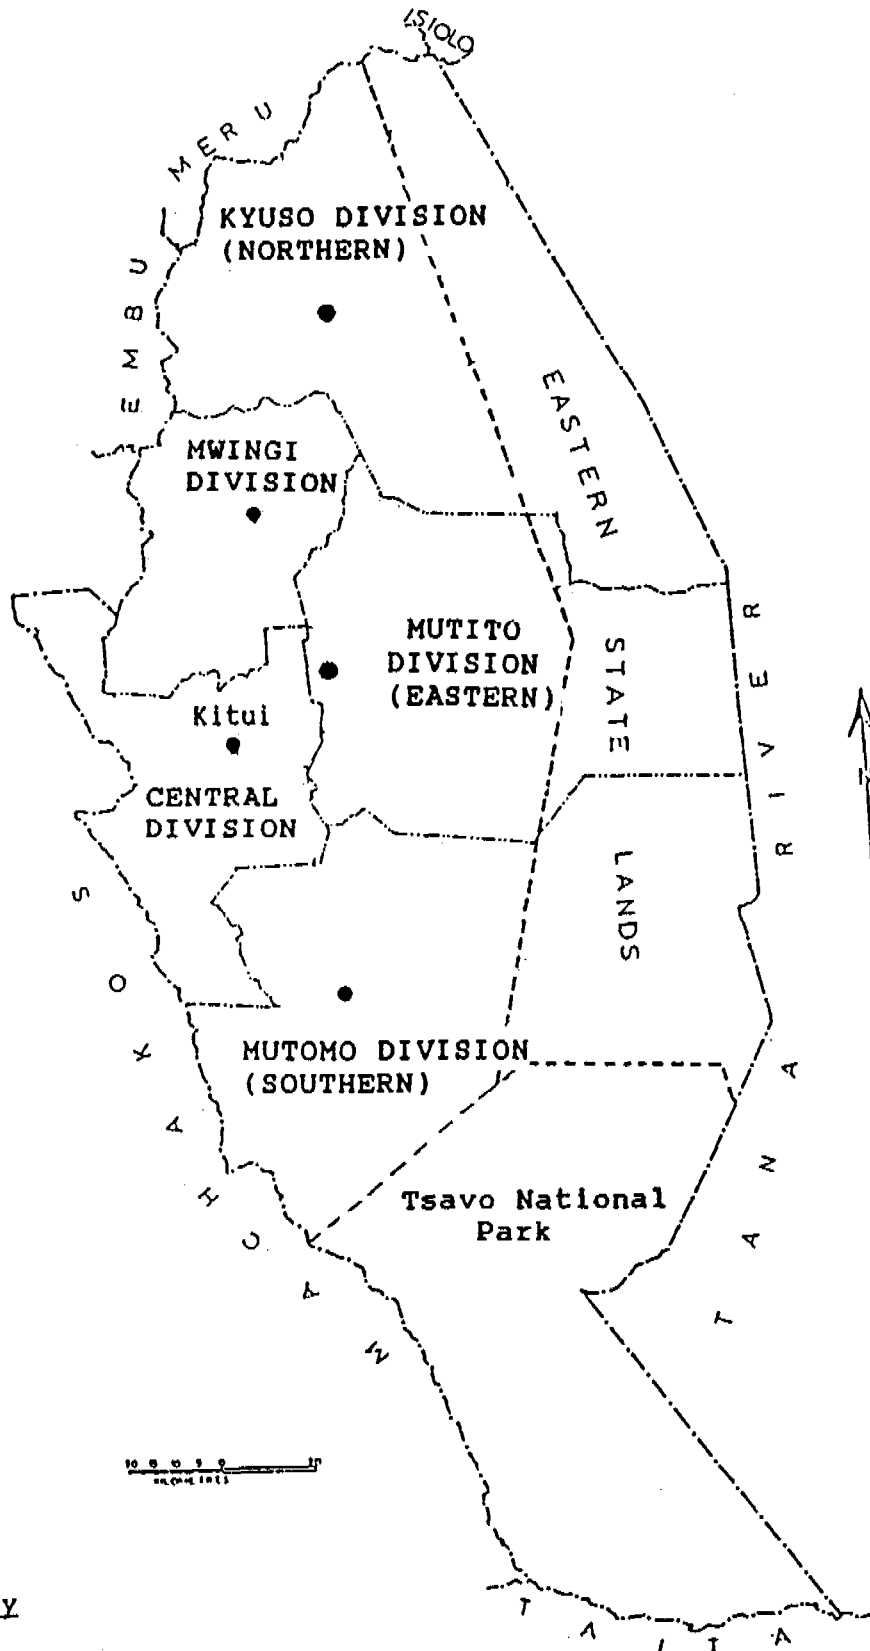 ISIOLO
MERU
KYUSO DIVISION
(NORTHERN)
EMBU
EASTERN
MWINGI
DIVISION
MUTITO
DIVISION
(EASTERN)
STATE
RIVER
Kitui
CENTRAL
DIVISION
LANDS
MACHAKOS
MUTOMO DIVISION
(SOUTHERN)
TANA
Tsavo National
Park
y